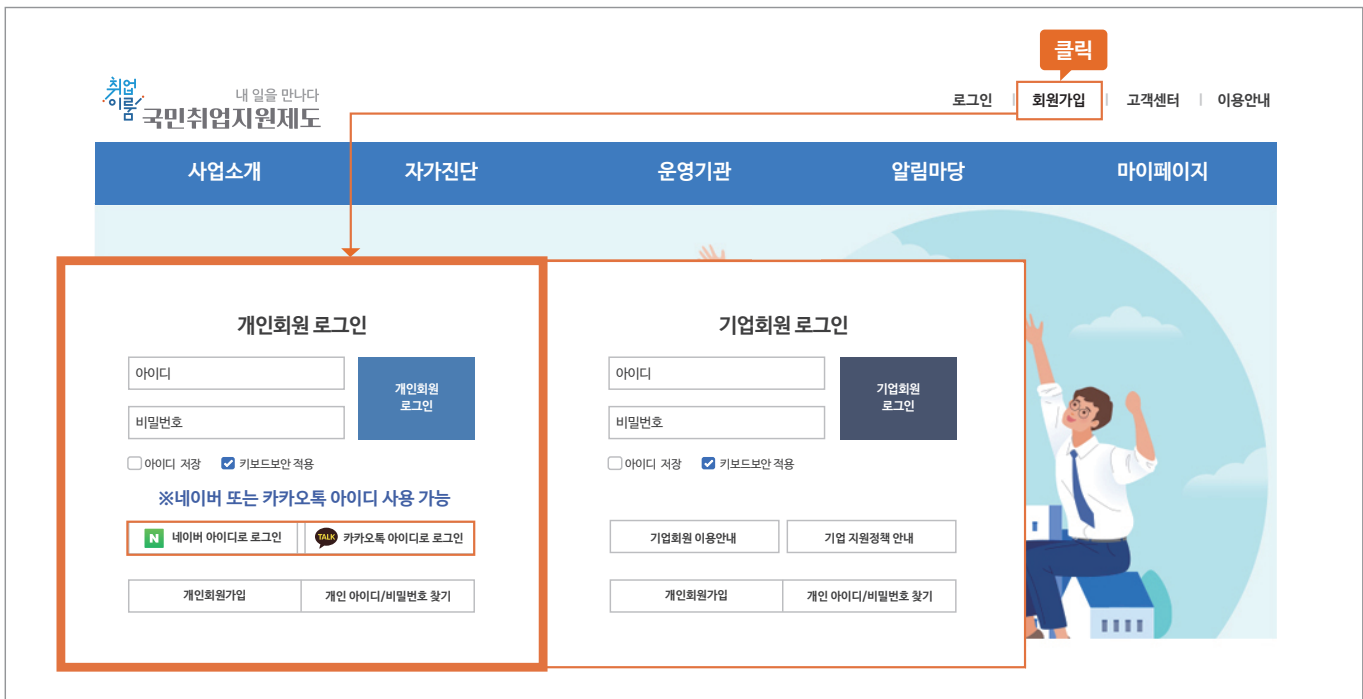 클릭
취업이룸
내 일을 만나다
국민취업지원제도
로그인 | 회원가입 | 고객센터 | 이용안내
사업소개 자가진단 운영기관 알림마당 마이페이지
개인회원 로그인
아이디
비밀번호
개인회원
로그인
아이디 저장 키보드보안 적용
※네이버 또는 카카오톡 아이디 사용 가능
N 네이버 아이디로 로그인 TALK 카카오톡 아이디로 로그인
개인회원가입 개인 아이디/비밀번호 찾기
기업회원 로그인
아이디
비밀번호
기업회원
로그인
아이디 저장 키보드보안 적용
기업회원 이용안내 기업 지원정책 안내
개인회원가입 개인 아이디/비밀번호 찾기